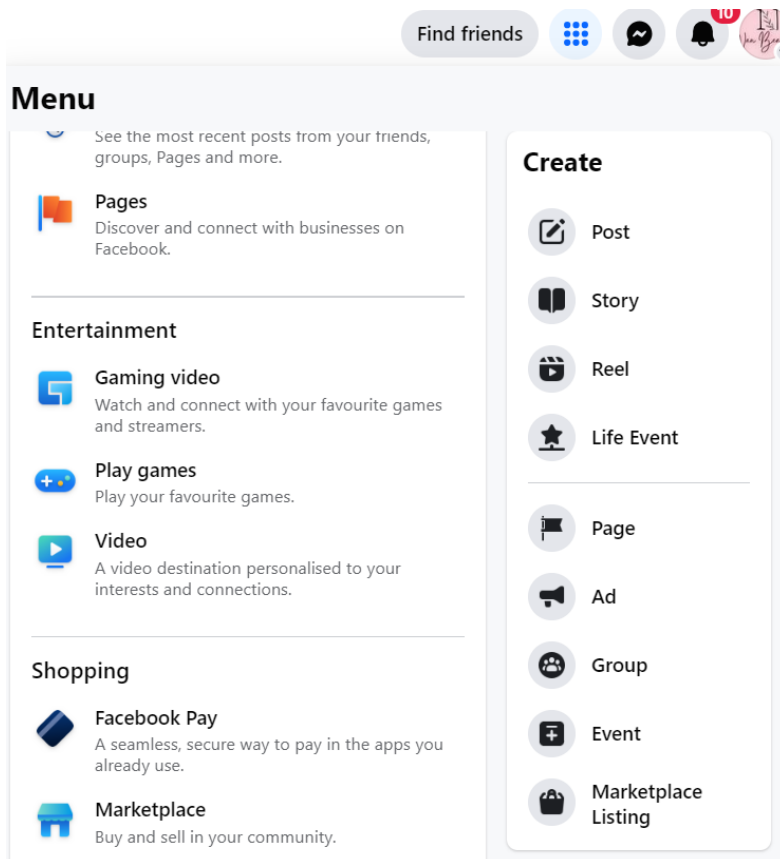 Find friends
10
Menu
See the most recent posts from your friends,
groups, Pages and more.
Pages
Discover and connect with businesses on
Facebook.
Entertainment
Gaming video
Watch and connect with your favourite games
and streamers.
Play games
Play your favourite games.
Video
A video destination personalised to your
interests and connections.
Shopping
Facebook Pay
A seamless, secure way to pay in the apps you
already use.
Marketplace
Buy and sell in your community.
Create
Post
Story
Reel
Life Event
Page
Ad
Group
Event
Marketplace
Listing